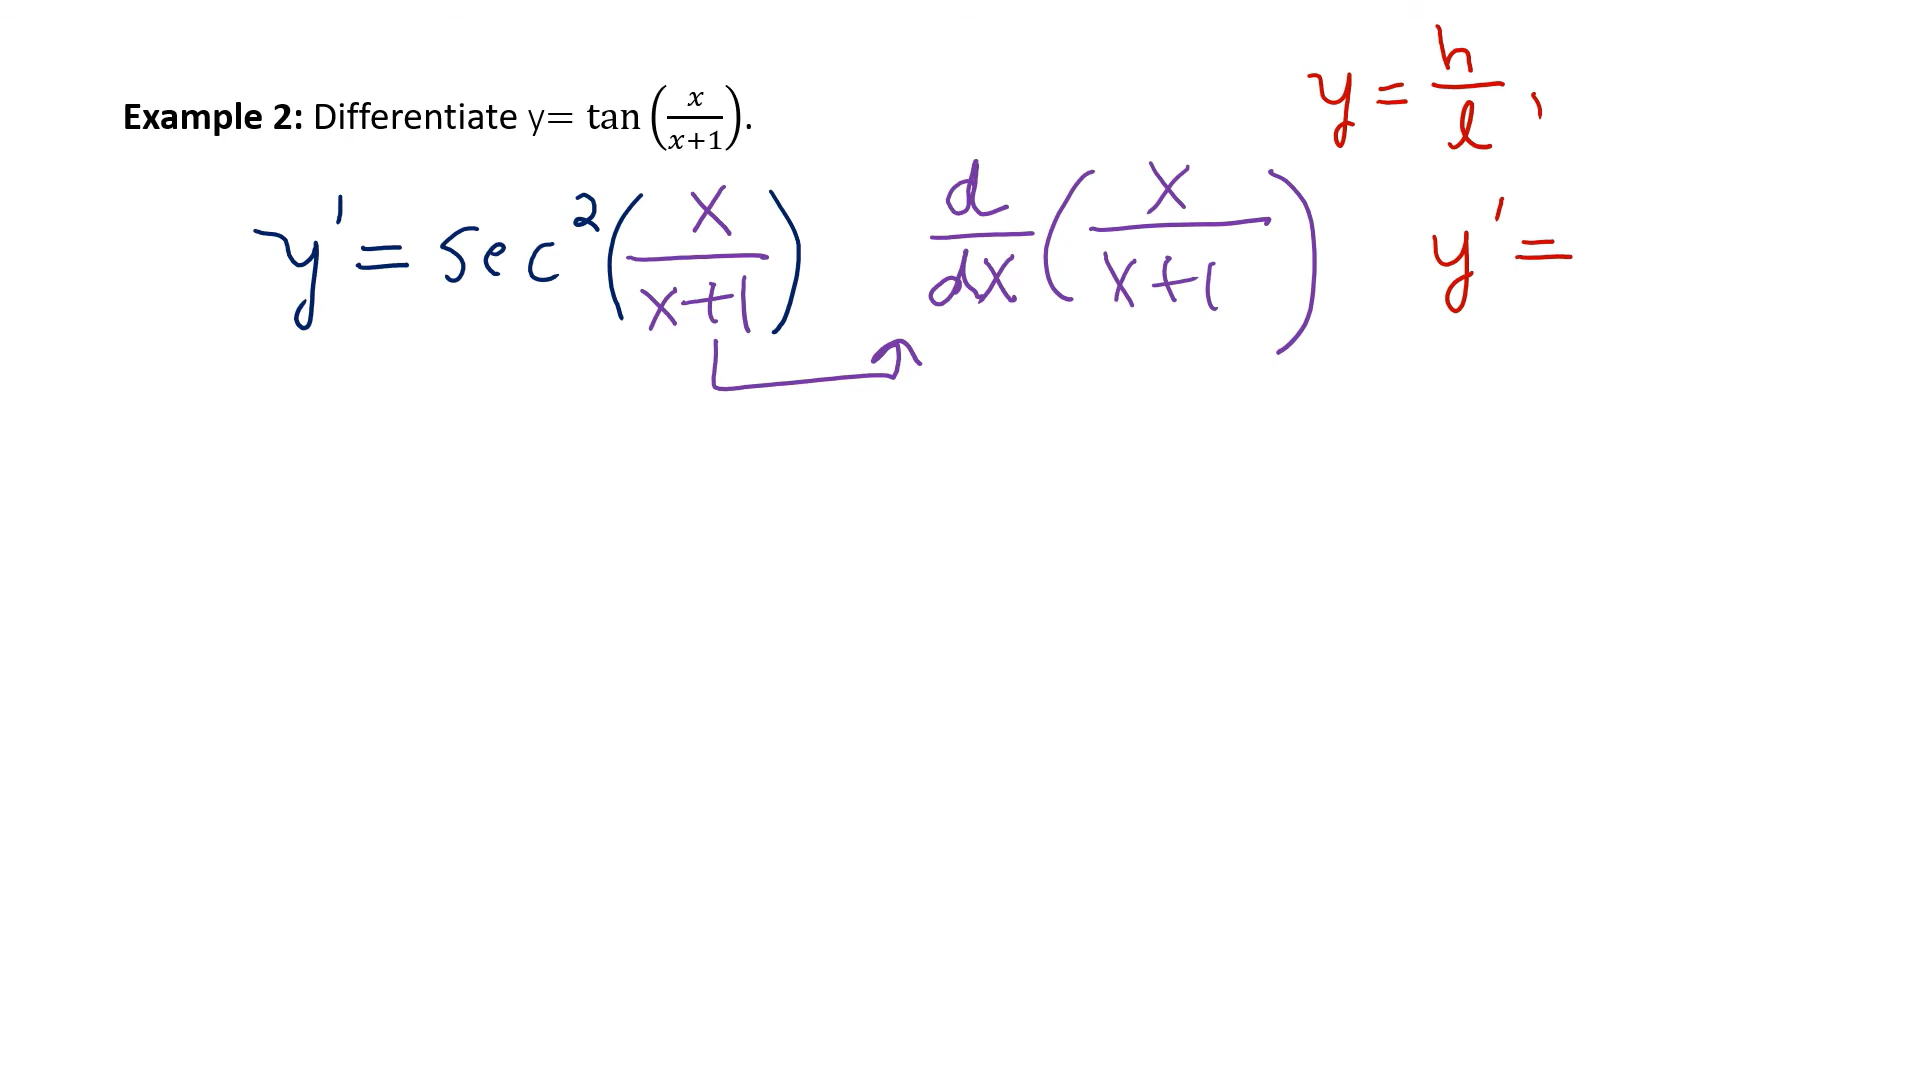 Example 2: Differentiate y= tan(x/(x+1)).
y = h/l ,
y' = sec²(x/(x+1)) d/dx (x/(x+1))
y' =